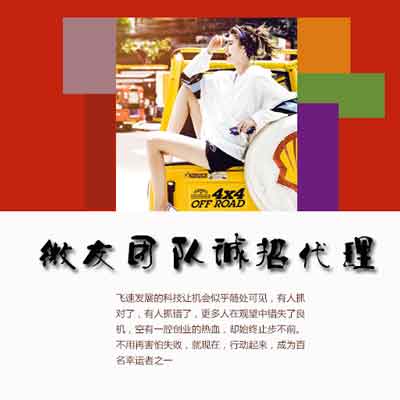 4x4
OFF ROAD
微友团队诚招代理
飞速发展的科技让机会似乎随处可见，有人抓
对了，有人抓错了，更多人在观望中错失了良
机，空有一腔创业的热血，却始终止步不前。
不用再害怕失败，就现在，行动起来，成为百
名幸运者之一